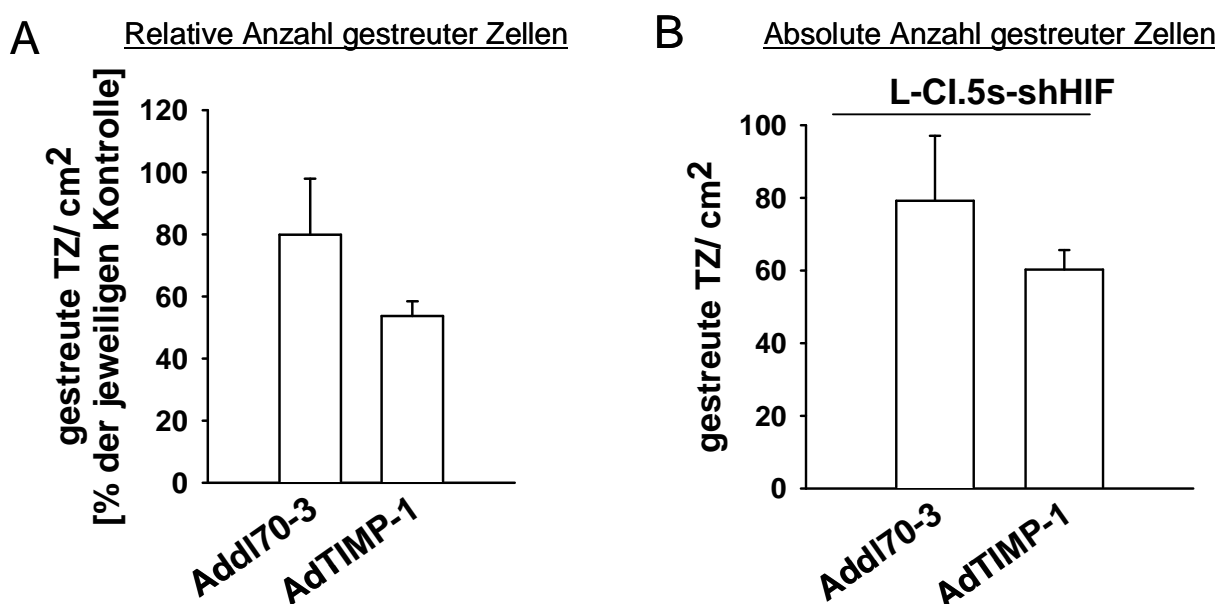 A
Relative Anzahl gestreuter Zellen
gestreute TZ/ cm2
[% der jeweiligen Kontrolle]
120
100
80
60
40
20
0
Addl70-3
AdTIMP-1
B
Absolute Anzahl gestreuter Zellen
L-CI.5s-shHIF
gestreute TZ/ cm2
100
80
60
40
20
0
Addl70-3
AdTIMP-1